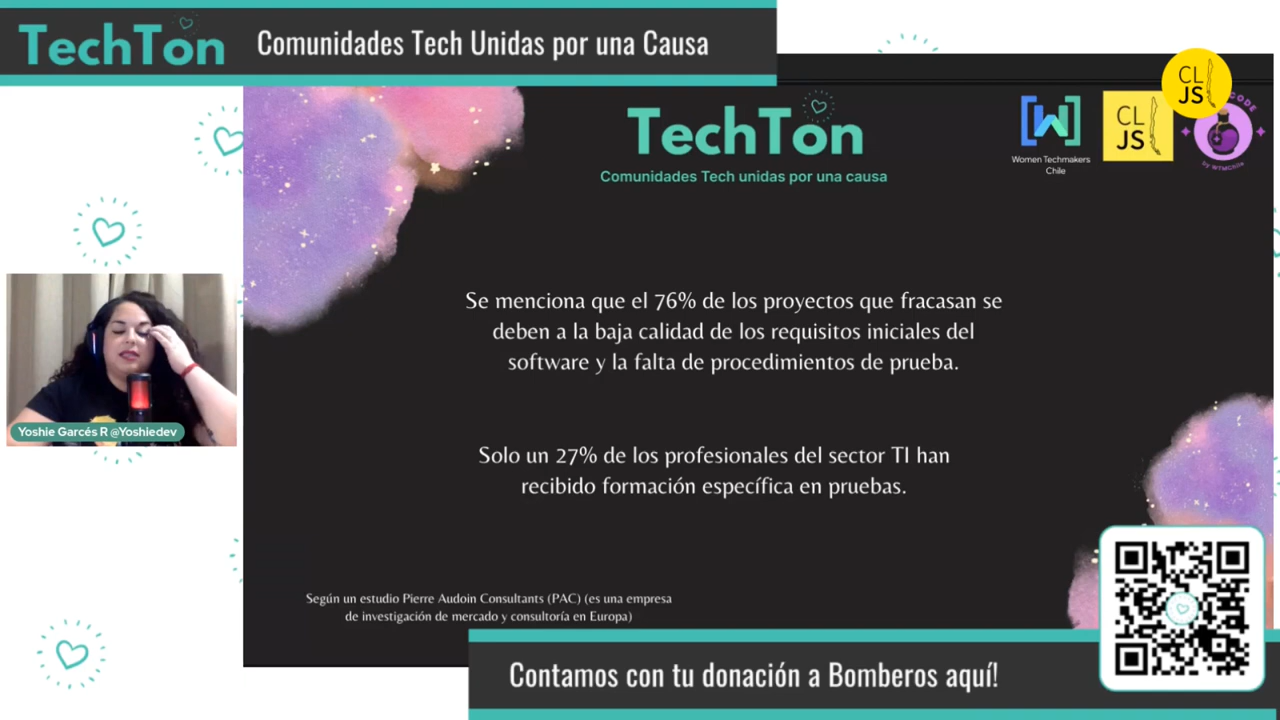 TechTon
Comunidades Tech Unidas por una Causa
TechTon
Comunidades Tech unidas por una causa
Women Techmakers
Chile
CL
JS
CL
JS
CODE
by WTMChile
Se menciona que el 76% de los proyectos que fracasan se
deben a la baja calidad de los requisitos iniciales del
software y la falta de procedimientos de prueba.
Yoshie Garcés R @Yoshiedev
Solo un 27% de los profesionales del sector TI han
recibido formación específica en pruebas.
Según un estudio Pierre Audoin Consultants (PAC) (es una empresa
de investigación de mercado y consultoría en Europa)
Contamos con tu donación a Bomberos aquí!